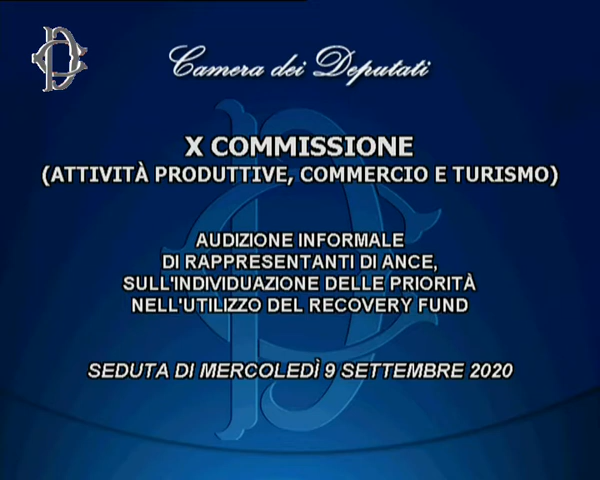 Camera dei Deputati
X COMMISSIONE
(ATTIVITÀ PRODUTTIVE, COMMERCIO E TURISMO)
AUDIZIONE INFORMALE
DI RAPPRESENTANTI DI ANCE,
SULL'INDIVIDUAZIONE DELLE PRIORITÀ
NELL'UTILIZZO DEL RECOVERY FUND
SEDUTA DI MERCOLEDÌ 9 SETTEMBRE 2020